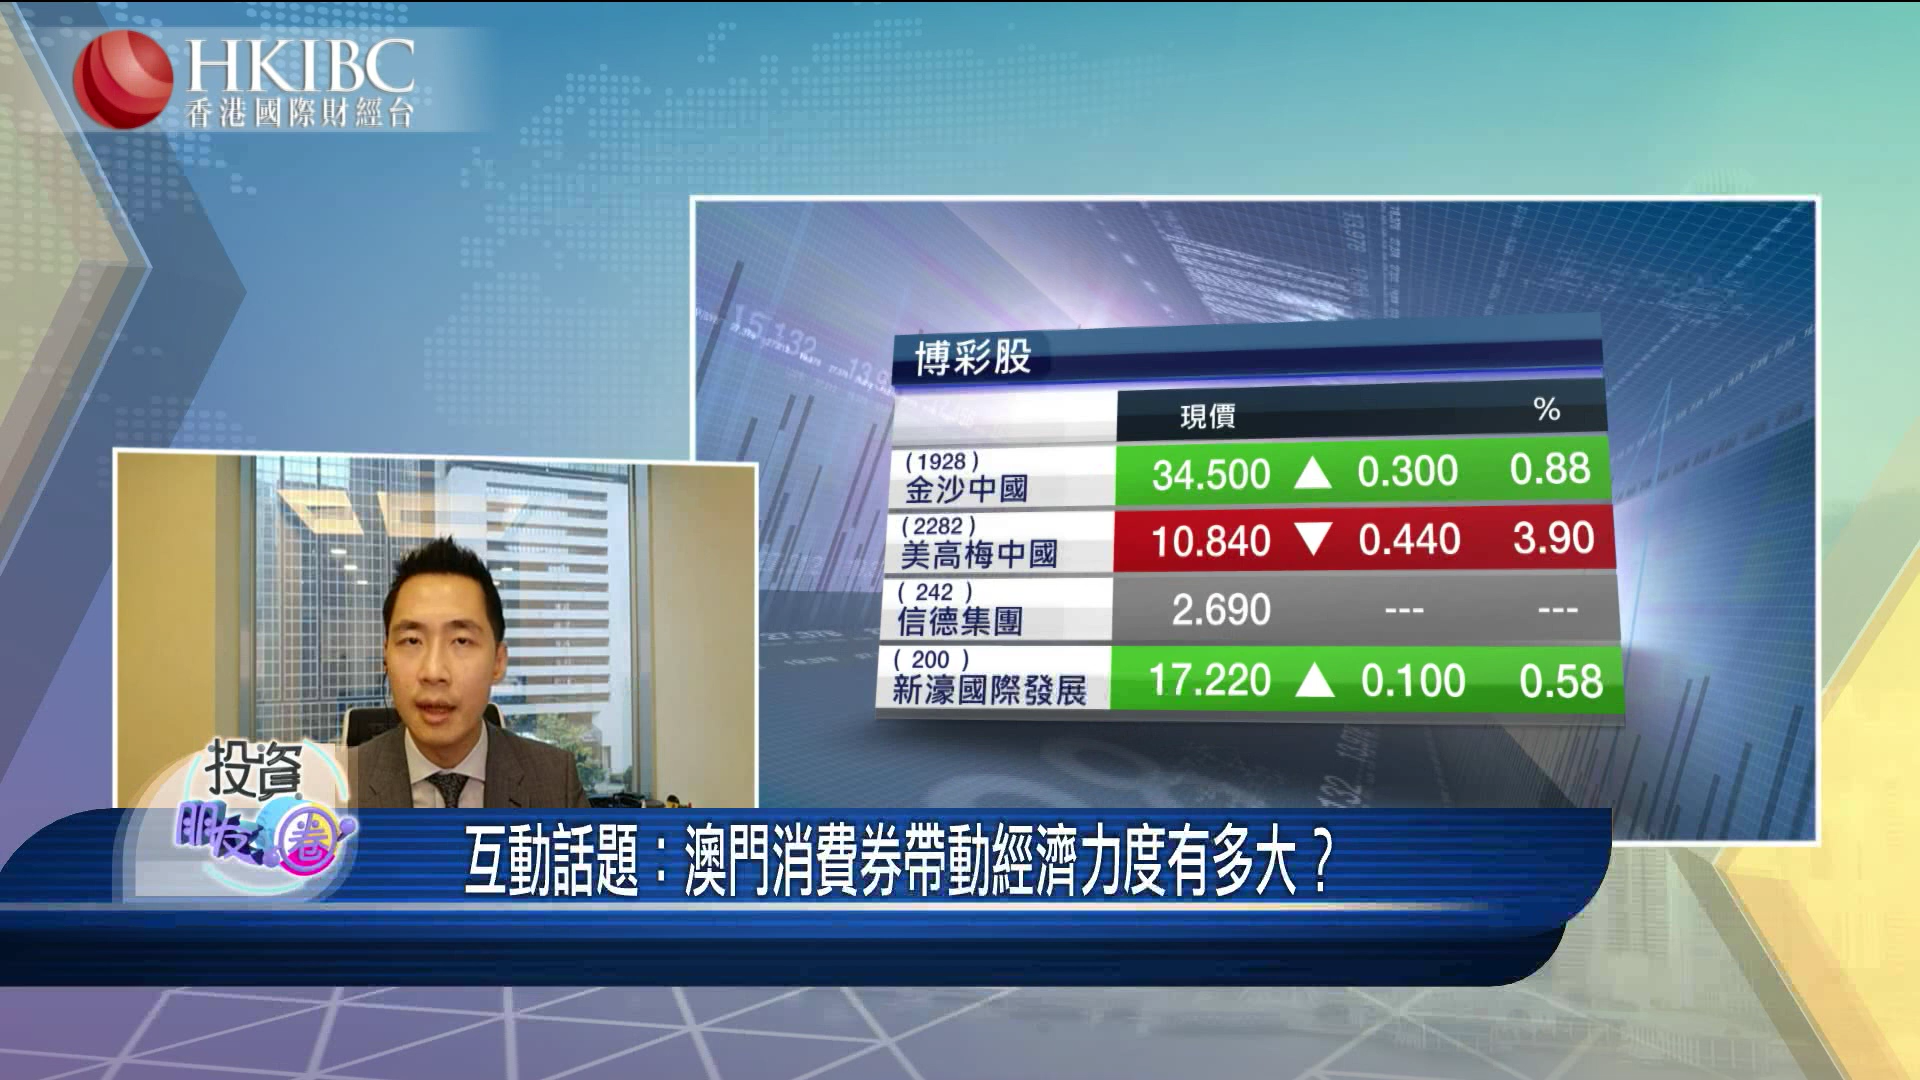 HKIBC
香港國際財經台
博彩股
現價 %
(1928)
金沙中國 34.500 ▲ 0.300 0.88
(2282)
美高梅中國 10.840 ▼ 0.440 3.90
(242)
信德集團 2.690 --- ---
(200)
新濠國際發展 17.220 ▲ 0.100 0.58
投資
朋友圈
互動話題：澳門消費券帶動經濟力度有多大？